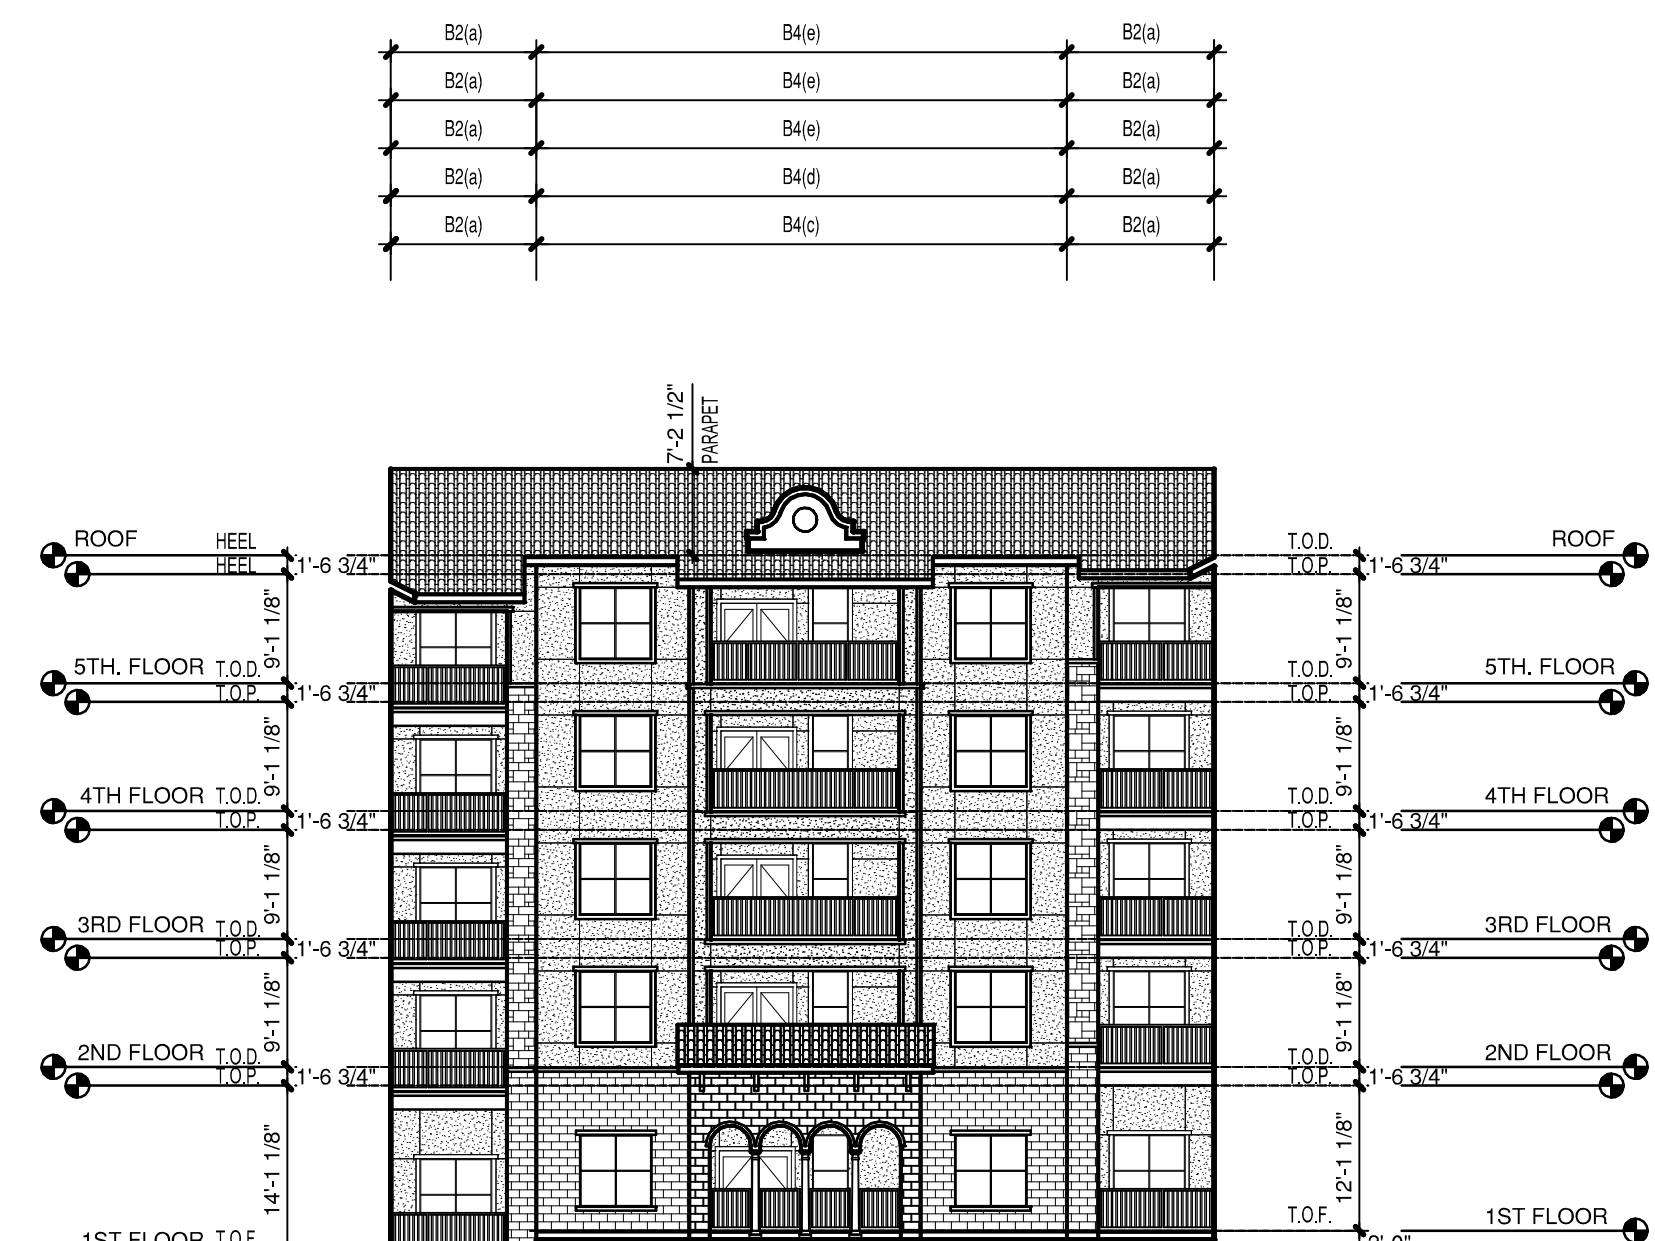 B2(a) B4(e) B2(a)
B2(a) B4(e) B2(a)
B2(a) B4(e) B2(a)
B2(a) B4(d) B2(a)
B2(a) B4(c) B2(a)
7'-2 1/2"
PARAPET
ROOF HEEL T.O.D. ROOF
HEEL 1'-6 3/4" T.O.P. 1'-6 3/4"
9'-1 1/8" 9'-1 1/8"
5TH. FLOOR T.O.D. T.O.D. 5TH. FLOOR
T.O.P. 1'-6 3/4" T.O.P. 1'-6 3/4"
9'-1 1/8" 9'-1 1/8"
4TH FLOOR T.O.D. T.O.D. 4TH FLOOR
T.O.P. 1'-6 3/4" T.O.P. 1'-6 3/4"
9'-1 1/8" 9'-1 1/8"
3RD FLOOR T.O.D. T.O.D. 3RD FLOOR
T.O.P. 1'-6 3/4" T.O.P. 1'-6 3/4"
9'-1 1/8" 9'-1 1/8"
2ND FLOOR T.O.D. T.O.D. 2ND FLOOR
T.O.P. 1'-6 3/4" T.O.P. 1'-6 3/4"
14'-1 1/8" 12'-1 1/8"
T.O.F. 1ST FLOOR
1ST FLOOR T.O.F.